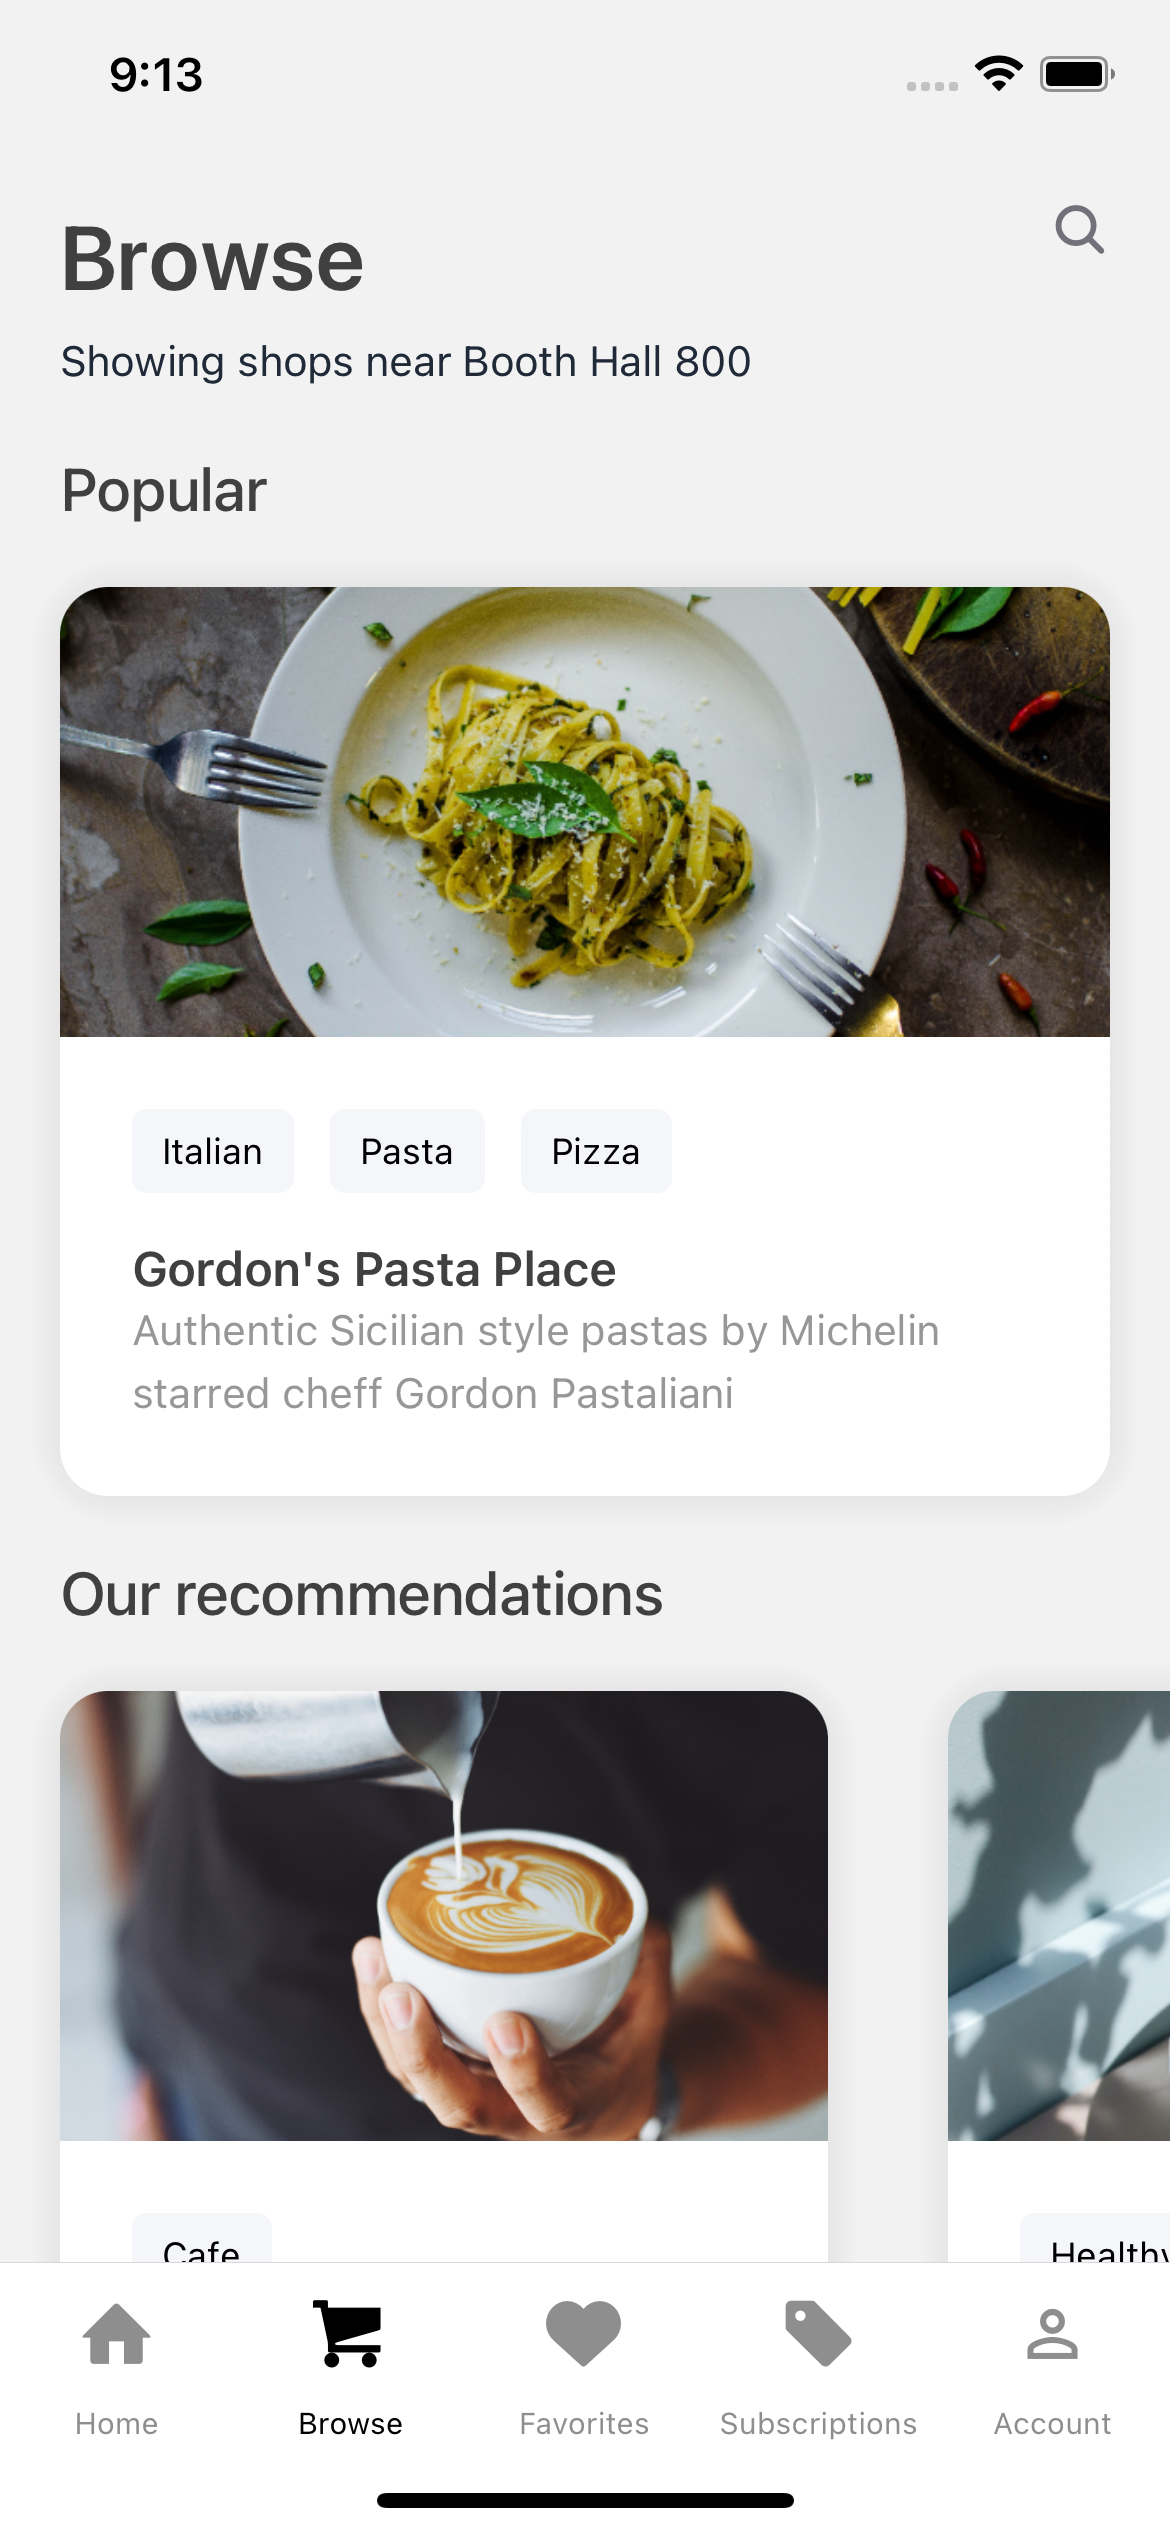 9:13
Browse
Showing shops near Booth Hall 800
Popular
Italian Pasta Pizza
Gordon's Pasta Place
Authentic Sicilian style pastas by Michelin
starred cheff Gordon Pastaliani
Our recommendations
Cafe Healthy
Home Browse Favorites Subscriptions Account